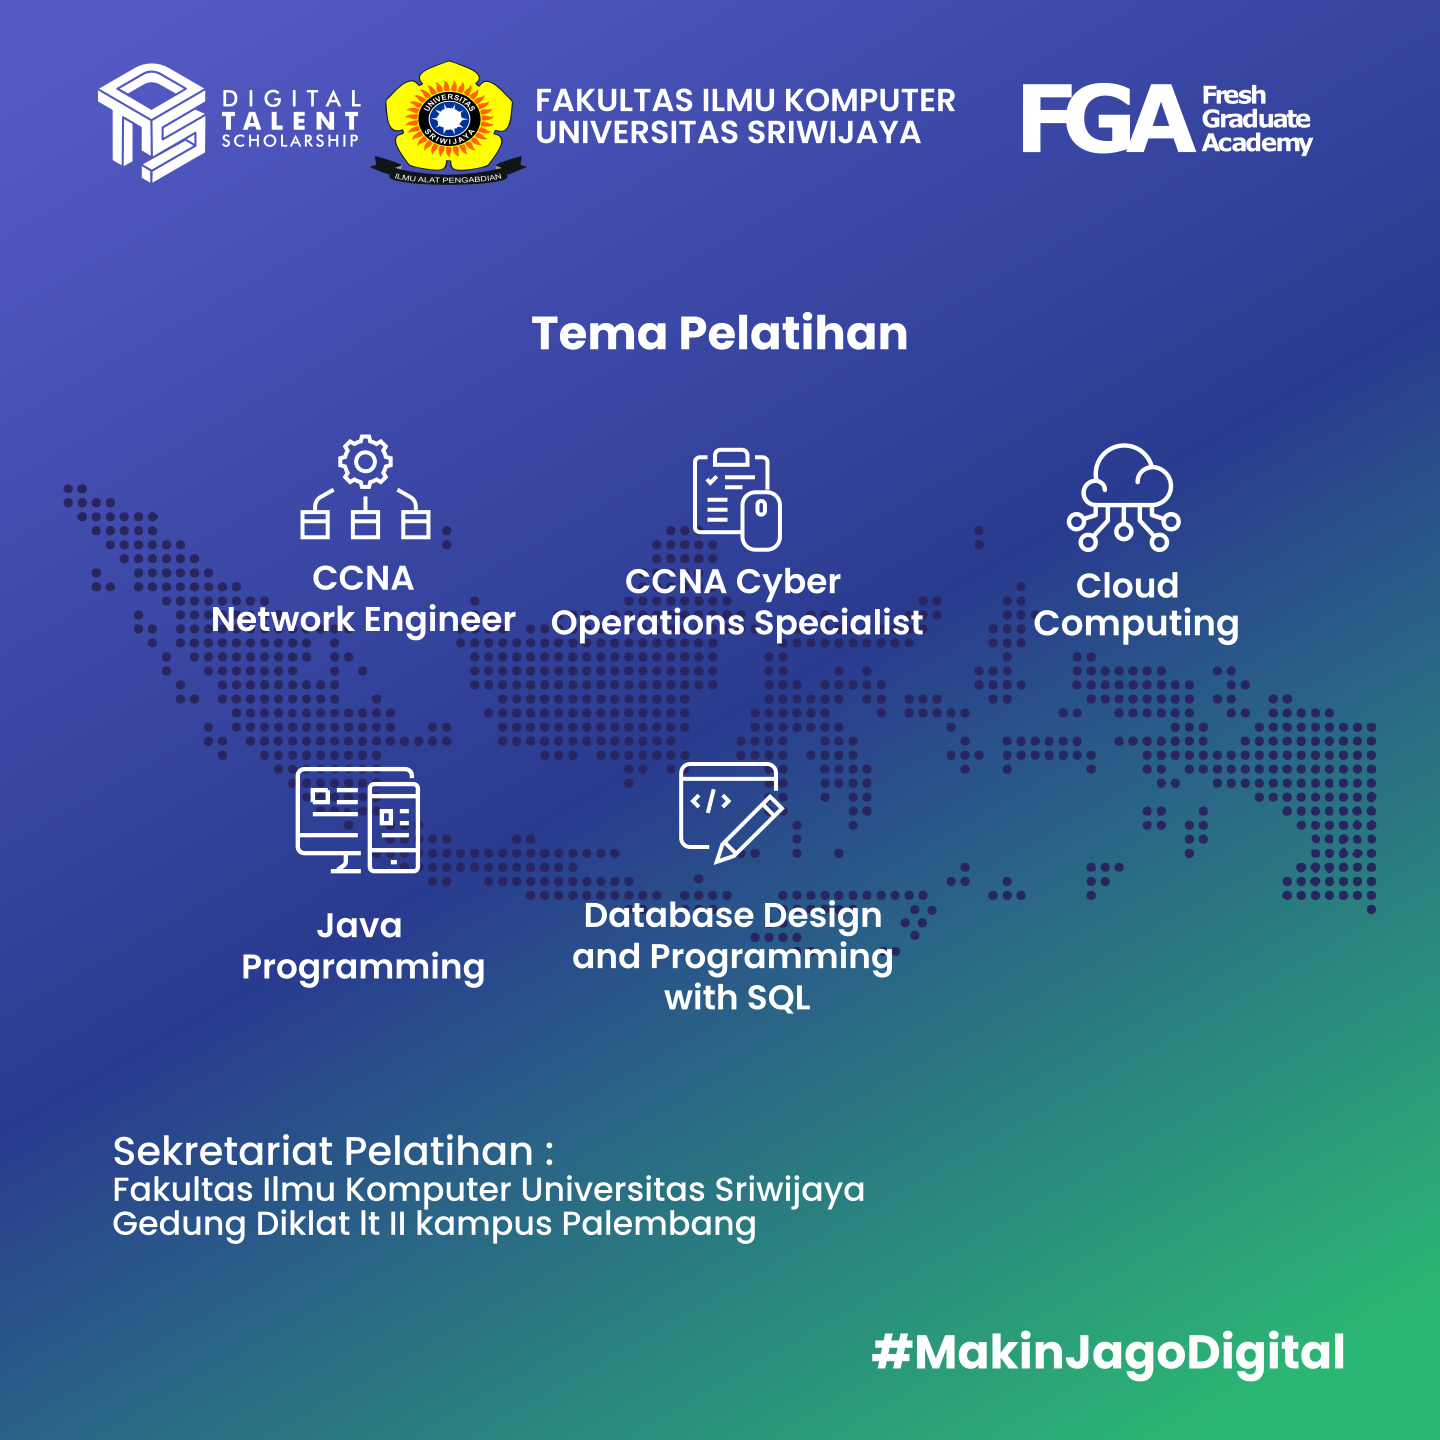 DIGITAL
TALENT
SCHOLARSHIP
UNIVERSITAS
SRIWIJAYA
ILMU ALAT PENGABDIAN
FAKULTAS ILMU KOMPUTER
UNIVERSITAS SRIWIJAYA
FGA
Fresh
Graduate
Academy
Tema Pelatihan
CCNA
Network Engineer
CCNA Cyber
Operations Specialist
Cloud
Computing
Java
Programming
Database Design
and Programming
with SQL
Sekretariat Pelatihan :
Fakultas Ilmu Komputer Universitas Sriwijaya
Gedung Diklat lt II kampus Palembang
#MakinJagoDigital